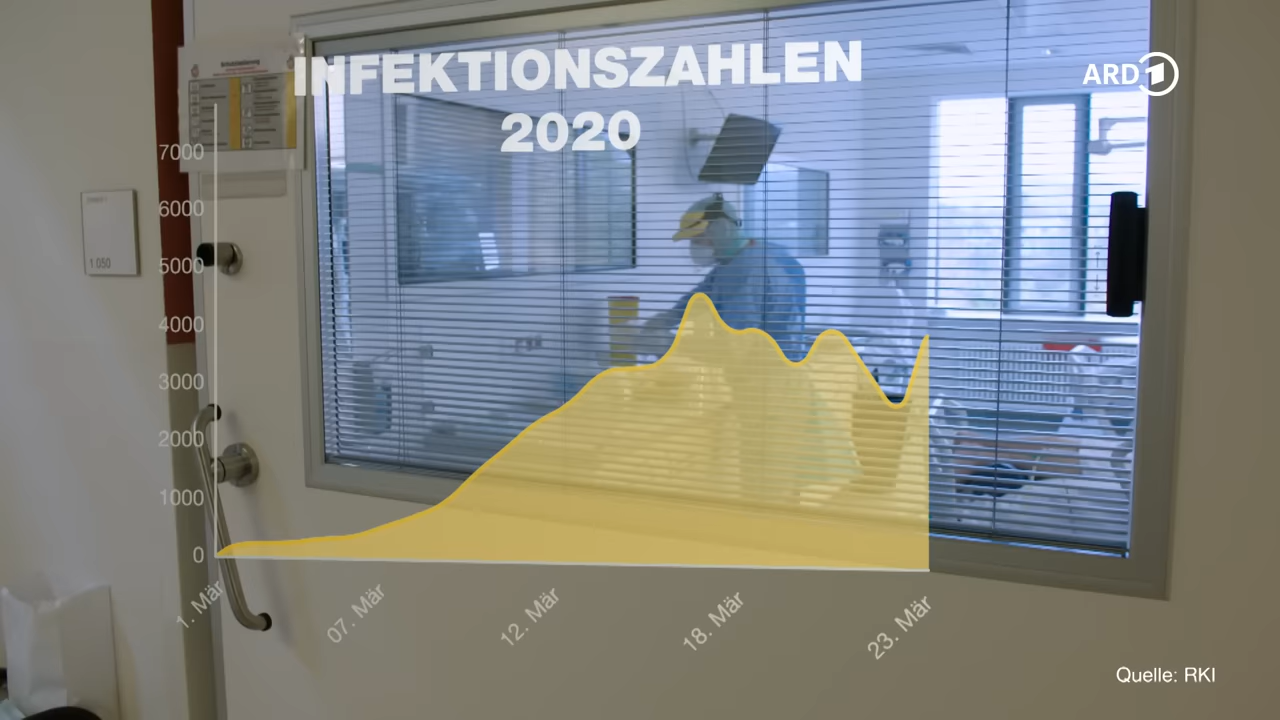 INFEKTIONSZAHLEN
2020
ARD 1
7000
6000
5000
4000
3000
2000
1000
0
1. Mär
07. Mär
12. Mär
18. Mär
23. Mär
1.050
Quelle: RKI